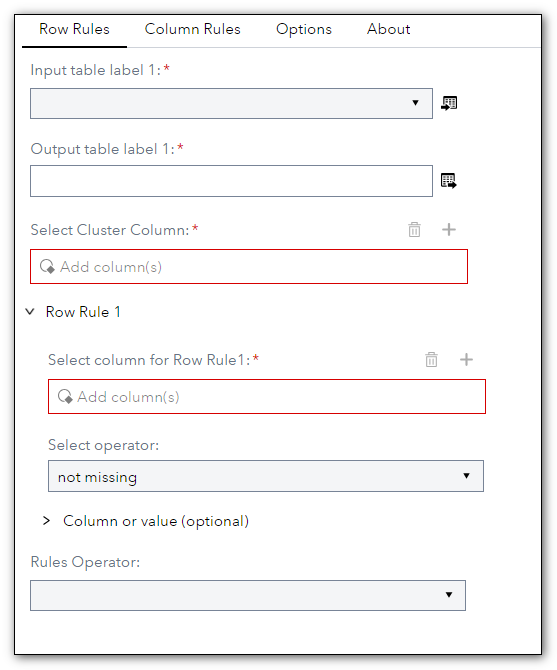 Row Rules Column Rules Options About
Input table label 1:*
Output table label 1:*
Select Cluster Column:*
Add column(s)
Row Rule 1
Select column for Row Rule1:*
Add column(s)
Select operator:
not missing
Column or value (optional)
Rules Operator: